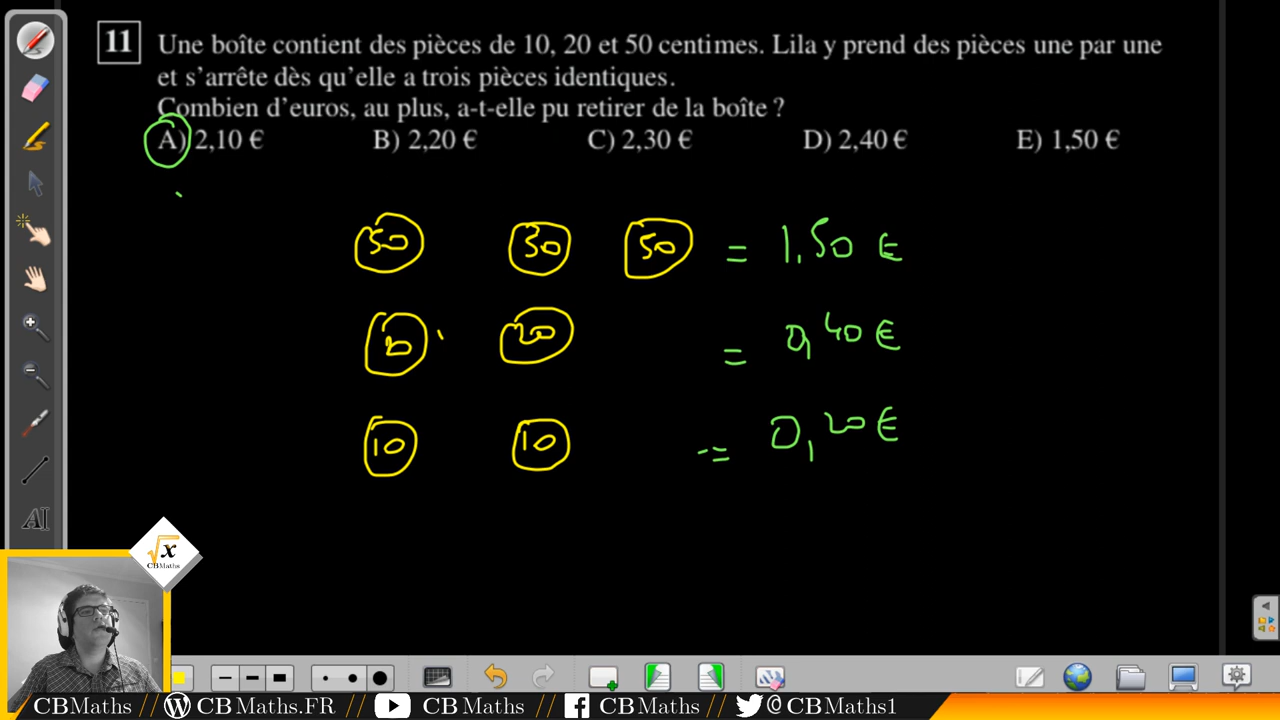 11 Une boîte contient des pièces de 10, 20 et 50 centimes. Lila y prend des pièces une par une
et s'arrête dès qu'elle a trois pièces identiques.
Combien d'euros, au plus, a-t-elle pu retirer de la boîte ?
A) 2,10 € B) 2,20 € C) 2,30 € D) 2,40 € E) 1,50 €
50 50 50 = 1,50 €
20 20 = 0,40 €
10 10 = 0,20 €
AI
√x
CBMaths
CBMaths CBMaths.FR CBMaths CBMaths @CBMaths1